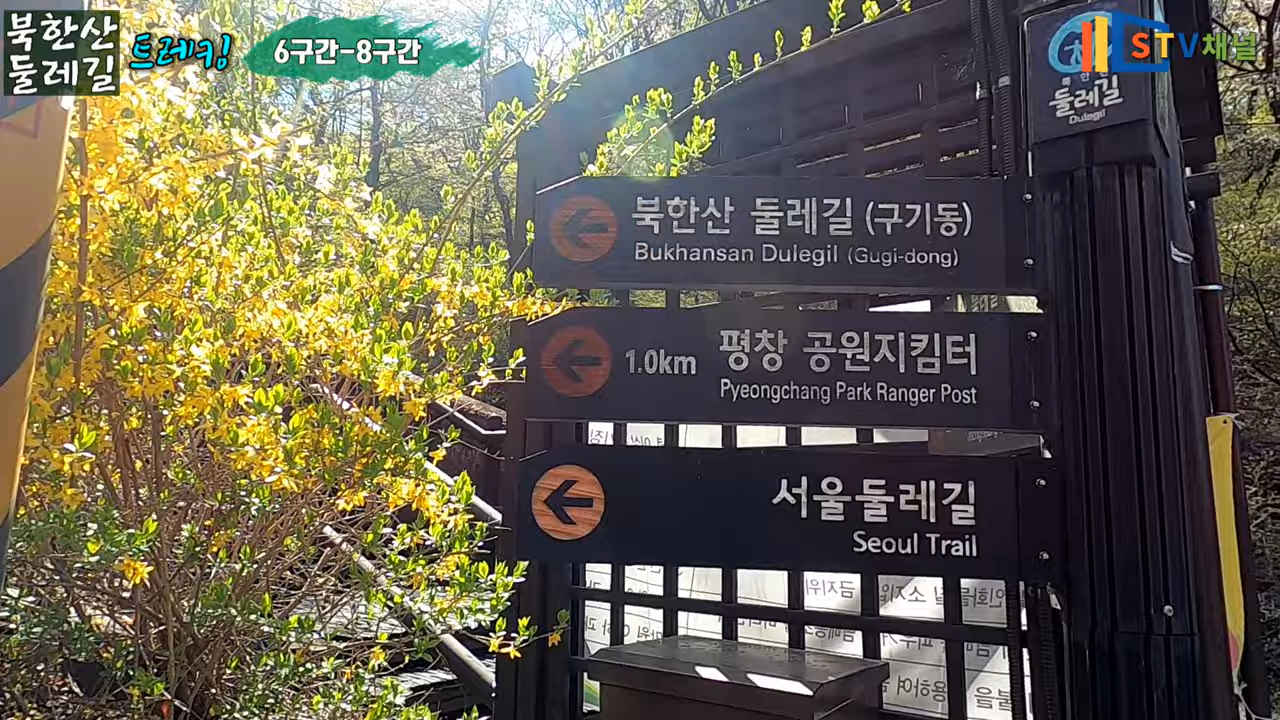 북한산
둘레길
트레킹
6구간-8구간
STV채널
북한산
둘레길
Dulegil
북한산 둘레길 (구기동)
Bukhansan Dulegil (Gugi-dong)
1.0km 평창 공원지킴터
Pyeongchang Park Ranger Post
서울둘레길
Seoul Trail